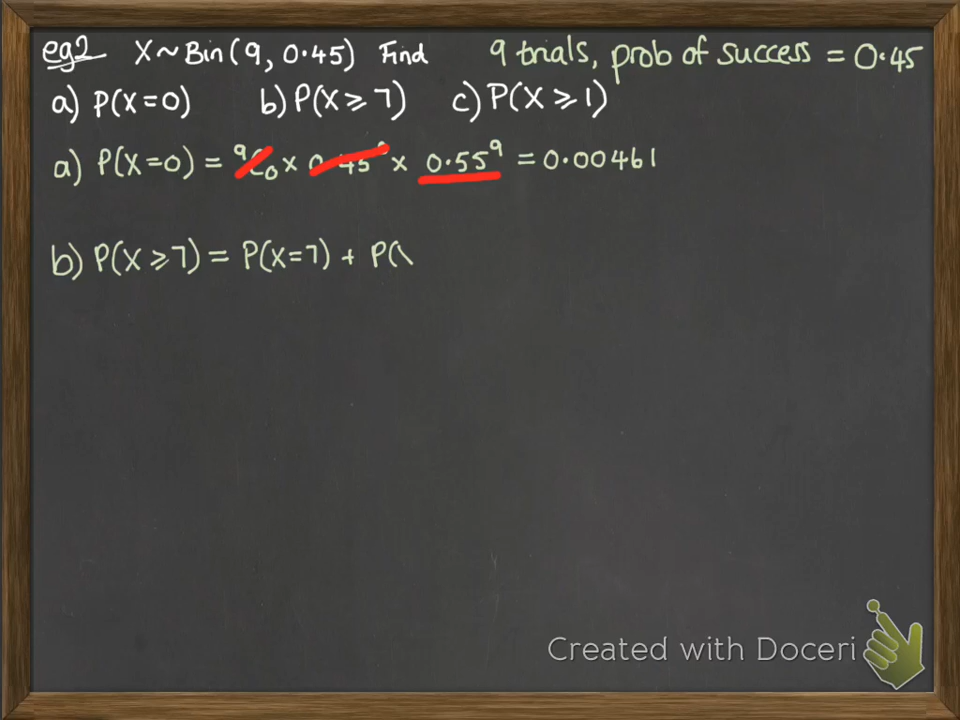 eg2 X~Bin(9, 0.45) Find 9 trials, prob of success = 0.45
a) P(X=0) b) P(X≥7) c) P(X≥1)
a) P(X=0) = ⁹C₀ × 0.45⁰ × 0.55⁹ = 0.00461
b) P(X≥7) = P(X=7) + P(
Created with Doceri